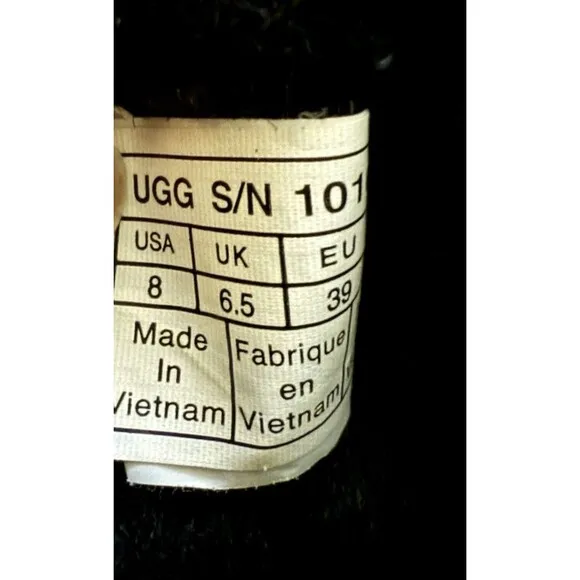 UGG S/N 101
USA UK EU
8 6.5 39
Made
In
Vietnam
Fabrique
en
Vietnam